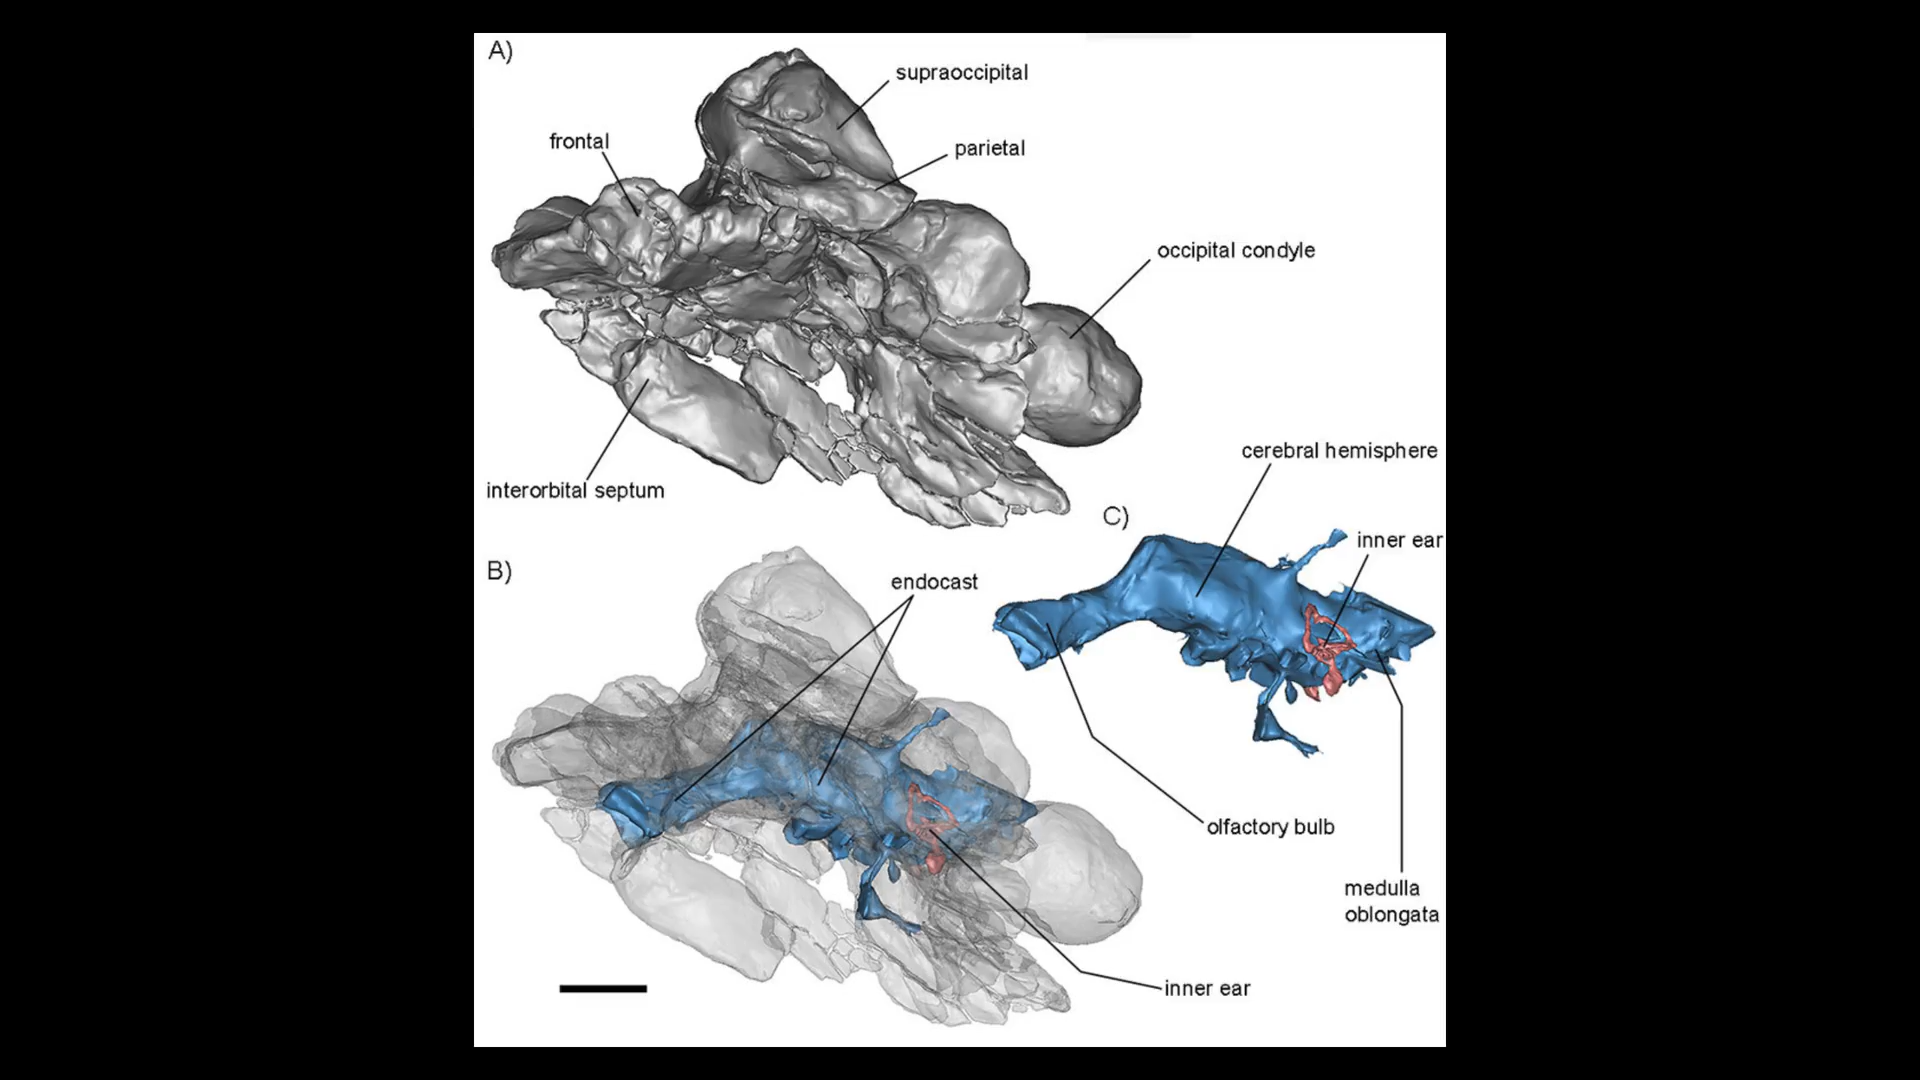 A)
supraoccipital
frontal
parietal
occipital condyle
interorbital septum
cerebral hemisphere
C)
inner ear
B)
endocast
olfactory bulb
medulla
oblongata
inner ear